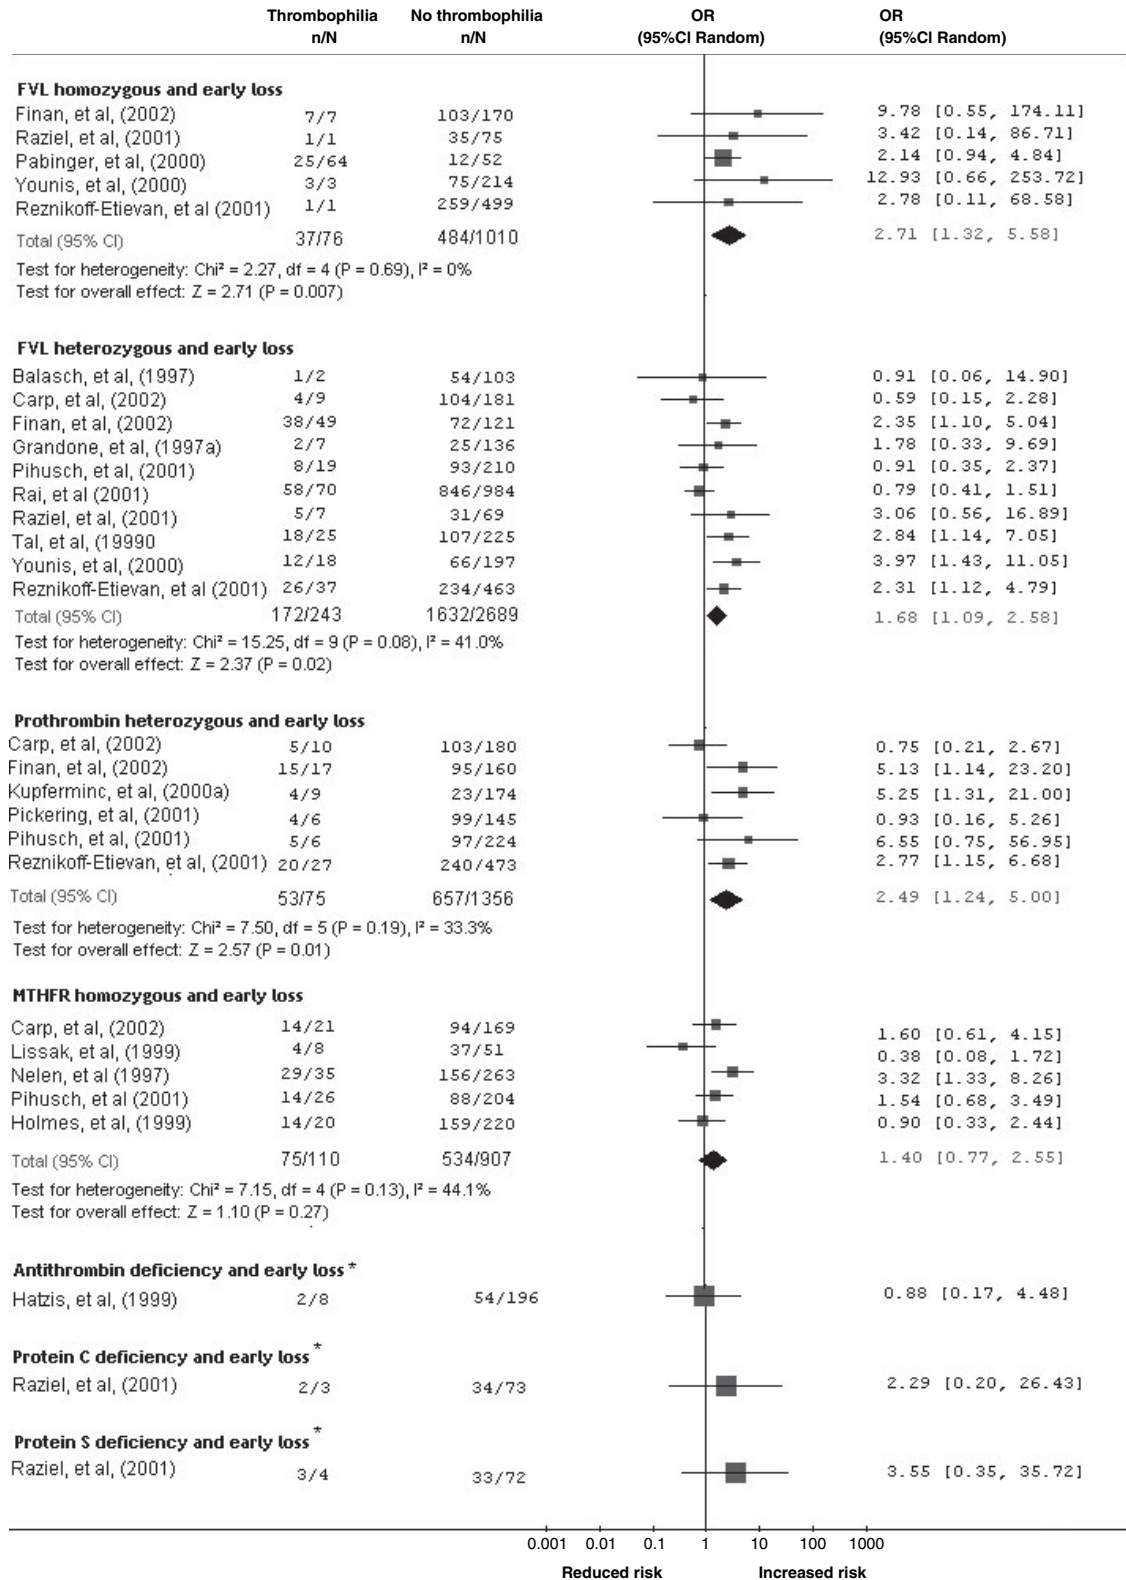 Thrombophilia No thrombophilia OR OR
n/N n/N (95%CI Random) (95%CI Random)
FVL homozygous and early loss
Finan, et al, (2002) 7/7 103/170 9.78 [0.55, 174.11]
Raziel, et al, (2001) 1/1 35/75 3.42 [0.14, 86.71]
Pabinger, et al, (2000) 25/64 12/52 2.14 [0.94, 4.84]
Younis, et al, (2000) 3/3 75/214 12.93 [0.66, 253.72]
Reznikoff-Etievan, et al (2001) 1/1 259/499 2.78 [0.11, 68.58]
Total (95% CI) 37/76 484/1010 2.71 [1.32, 5.58]
Test for heterogeneity: Chi² = 2.27, df = 4 (P = 0.69), I² = 0%
Test for overall effect: Z = 2.71 (P = 0.007)
FVL heterozygous and early loss
Balasch, et al, (1997) 1/2 54/103 0.91 [0.06, 14.90]
Carp, et al, (2002) 4/9 104/181 0.59 [0.15, 2.28]
Finan, et al, (2002) 38/49 72/121 2.35 [1.10, 5.04]
Grandone, et al, (1997a) 2/7 25/136 1.78 [0.33, 9.69]
Pihusch, et al, (2001) 8/19 93/210 0.91 [0.35, 2.37]
Rai, et al (2001) 58/70 846/984 0.79 [0.41, 1.51]
Raziel, et al, (2001) 5/7 31/69 3.06 [0.56, 16.89]
Tal, et al, (19990 18/25 107/225 2.84 [1.14, 7.05]
Younis, et al, (2000) 12/18 66/197 3.97 [1.43, 11.05]
Reznikoff-Etievan, et al (2001) 26/37 234/463 2.31 [1.12, 4.79]
Total (95% CI) 172/243 1632/2689 1.68 [1.09, 2.58]
Test for heterogeneity: Chi² = 15.25, df = 9 (P = 0.08), I² = 41.0%
Test for overall effect: Z = 2.37 (P = 0.02)
Prothrombin heterozygous and early loss
Carp, et al, (2002) 5/10 103/180 0.75 [0.21, 2.67]
Finan, et al, (2002) 15/17 95/160 5.13 [1.14, 23.20]
Kupferminc, et al, (2000a) 4/9 23/174 5.25 [1.31, 21.00]
Pickering, et al, (2001) 4/6 99/145 0.93 [0.16, 5.26]
Pihusch, et al, (2001) 5/6 97/224 6.55 [0.75, 56.95]
Reznikoff-Etievan, et al, (2001) 20/27 240/473 2.77 [1.15, 6.68]
Total (95% CI) 53/75 657/1356 2.49 [1.24, 5.00]
Test for heterogeneity: Chi² = 7.50, df = 5 (P = 0.19), I² = 33.3%
Test for overall effect: Z = 2.57 (P = 0.01)
MTHFR homozygous and early loss
Carp, et al, (2002) 14/21 94/169 1.60 [0.61, 4.15]
Lissak, et al, (1999) 4/8 37/51 0.38 [0.08, 1.72]
Nelen, et al (1997) 29/35 156/263 3.32 [1.33, 8.26]
Pihusch, et al (2001) 14/26 88/204 1.54 [0.68, 3.49]
Holmes, et al, (1999) 14/20 159/220 0.90 [0.33, 2.44]
Total (95% CI) 75/110 534/907 1.40 [0.77, 2.55]
Test for heterogeneity: Chi² = 7.15, df = 4 (P = 0.13), I² = 44.1%
Test for overall effect: Z = 1.10 (P = 0.27)
Antithrombin deficiency and early loss *
Hatzis, et al, (1999) 2/8 54/196 0.88 [0.17, 4.48]
Protein C deficiency and early loss *
Raziel, et al, (2001) 2/3 34/73 2.29 [0.20, 26.43]
Protein S deficiency and early loss *
Raziel, et al, (2001) 3/4 33/72 3.55 [0.35, 35.72]
0.001 0.01 0.1 1 10 100 1000
Reduced risk Increased risk